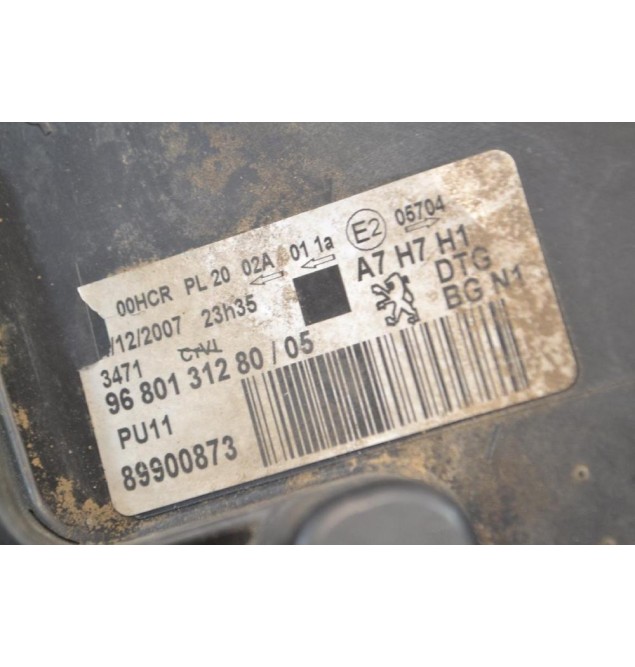 00HCR PL 20 02A 01 1a E2 05704
/12/2007 23h35 A7 H7 H1
3471 CTVL DTG
96 801 312 80 / 05 BG N1
PU11
89900873